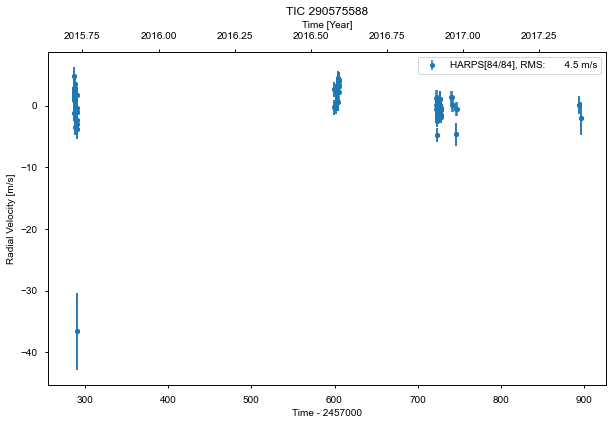 TIC 290575588
Time [Year]
2015.75 2016.00 2016.25 2016.50 2016.75 2017.00 2017.25
HARPS[84/84], RMS: 4.5 m/s
Radial Velocity [m/s]
0
−10
−20
−30
−40
300 400 500 600 700 800 900
Time - 2457000